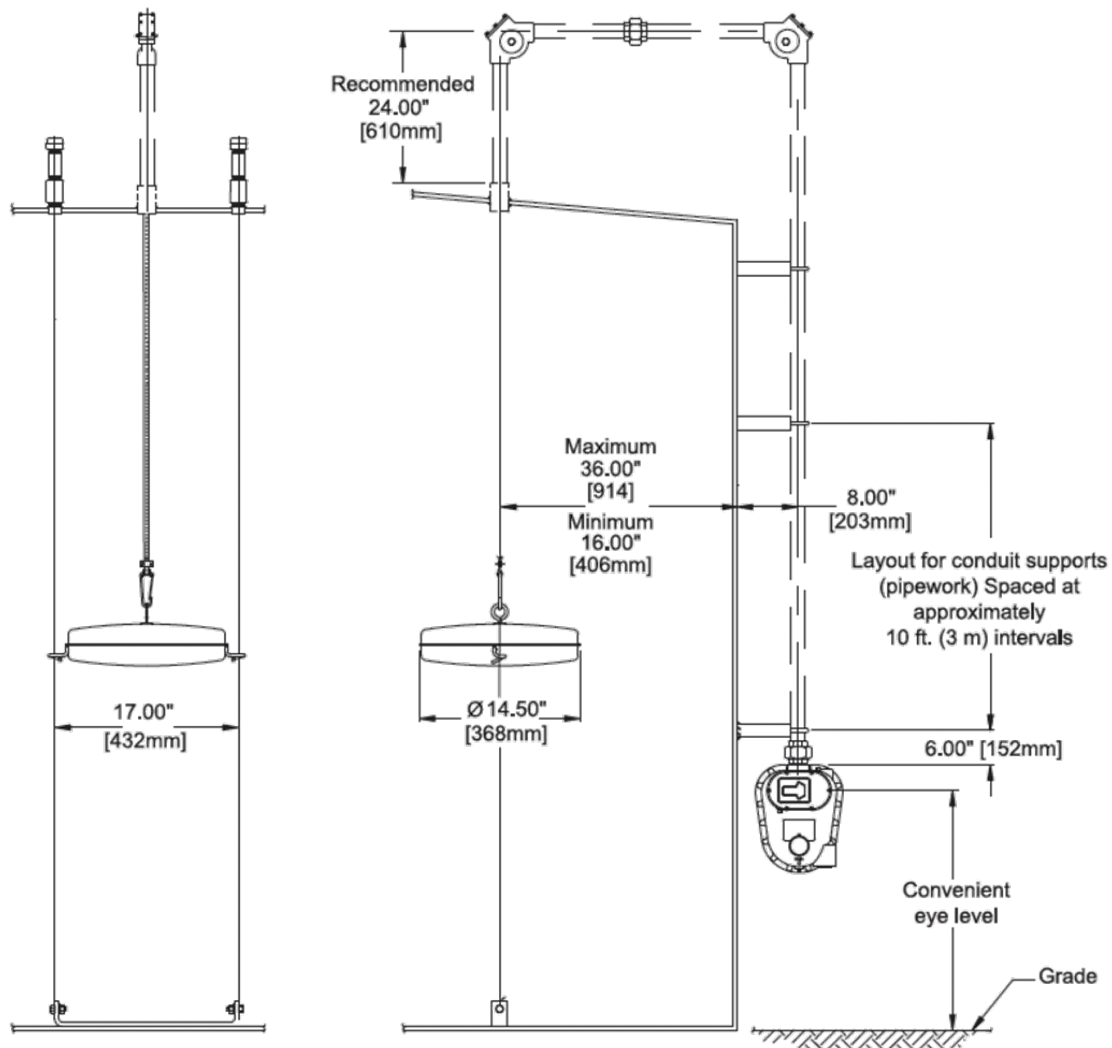 Recommended
24.00"
[610mm]
Maximum
36.00"
[914]
Minimum
16.00"
[406mm]
8.00"
[203mm]
Layout for conduit supports
(pipework) Spaced at
approximately
10 ft. (3 m) intervals
17.00"
[432mm]
Ø 14.50"
[368mm]
6.00" [152mm]
Convenient
eye level
Grade